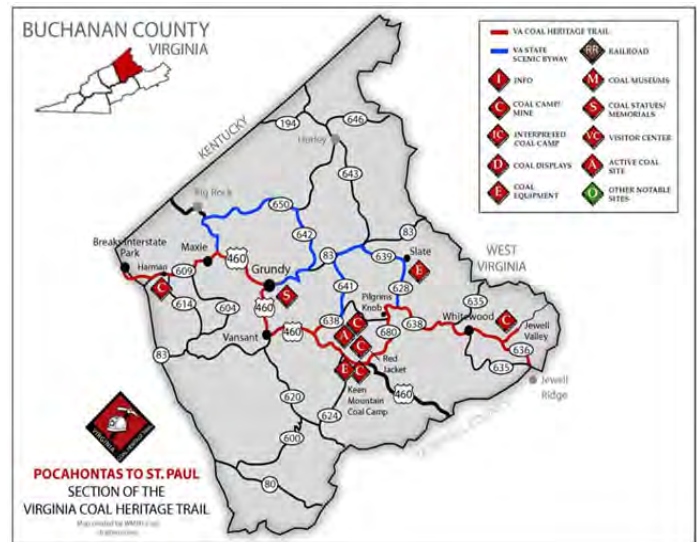 BUCHANAN COUNTY
VIRGINIA
VA COAL HERITAGE TRAIL
VA STATE
SCENIC BYWAY
RR
RAILROAD
I
INFO
M
COAL MUSEUMS
C
COAL CAMP/
MINE
S
COAL STATUES/
MEMORIALS
IC
INTERPRETED
COAL CAMP
VC
VISITOR CENTER
D
COAL DISPLAYS
A
ACTIVE COAL
SITE
E
COAL
EQUIPMENT
O
OTHER NOTABLE
SITES
KENTUCKY
194
646
Hurley
643
Big Rock
650
642
83
Breaks Interstate
Park
Maxie
460
Grundy
83
639
Slate
E
WEST
VIRGINIA
Harman
609
C
614
604
460
S
641
628
Pilgrims
Knob
635
638
C
A
C
680
638
Whitewood
C
Jewell
Valley
636
635
Vansant
460
Red
Jacket
E
C
Keen
Mountain
Coal Camp
460
Jewell
Ridge
83
620
624
600
80
VIRGINIA
POCAHONTAS TO ST. PAUL
SECTION OF THE
VIRGINIA COAL HERITAGE TRAIL